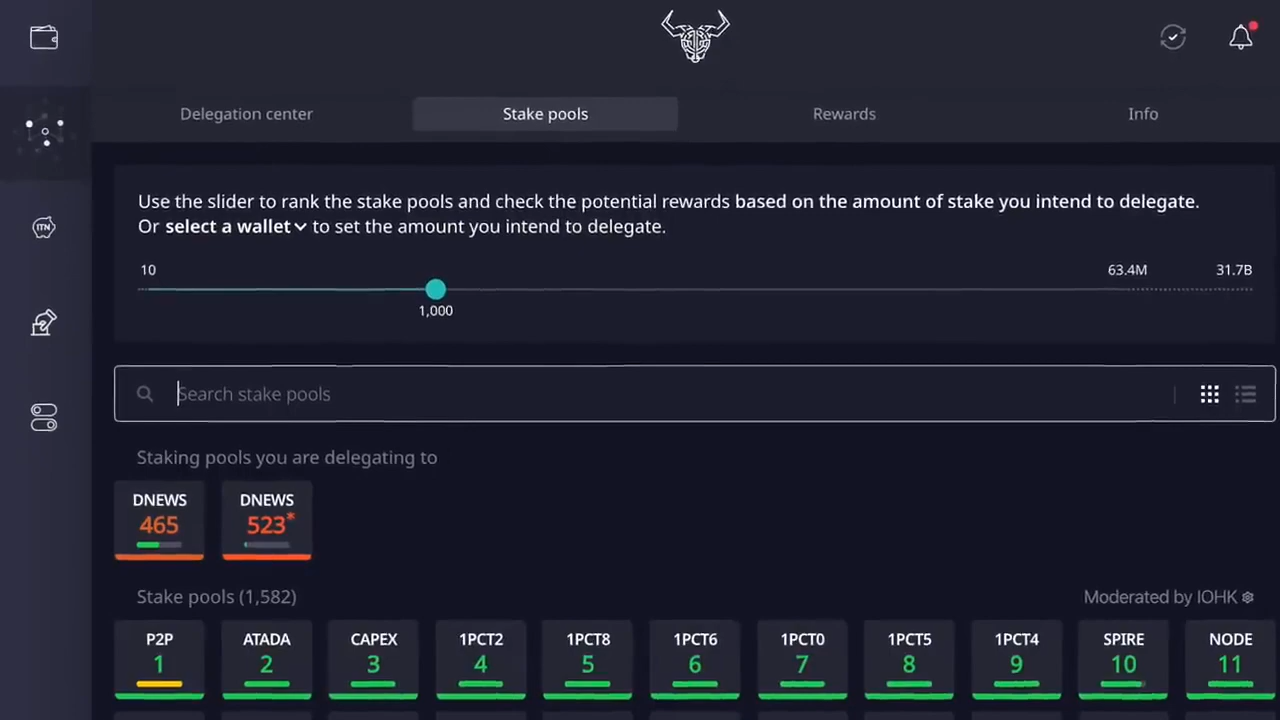 Delegation center
Stake pools
Rewards
Info
Use the slider to rank the stake pools and check the potential rewards based on the amount of stake you intend to delegate.
Or select a wallet to set the amount you intend to delegate.
10
63.4M
31.7B
1,000
ITN
Search stake pools
Staking pools you are delegating to
DNEWS
465
DNEWS
523*
Stake pools (1,582)
Moderated by IOHK
P2P
1
ATADA
2
CAPEX
3
1PCT2
4
1PCT8
5
1PCT6
6
1PCT0
7
1PCT5
8
1PCT4
9
SPIRE
10
NODE
11